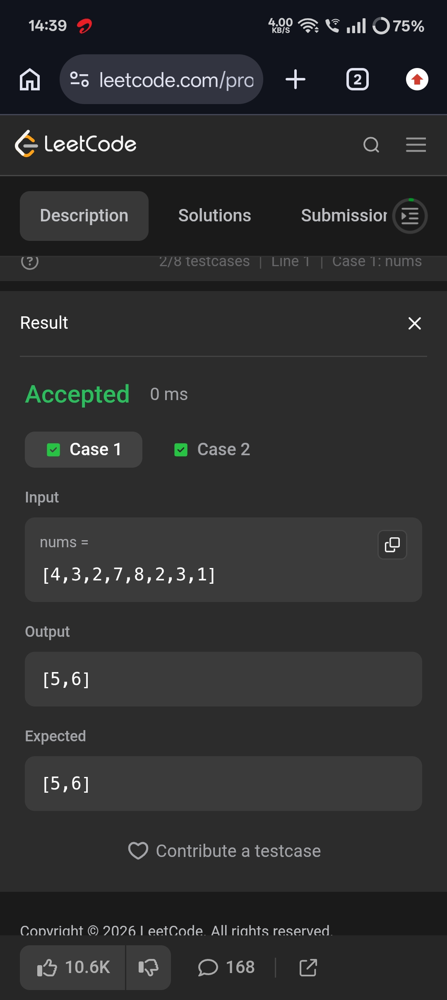 14:39 4.00 KB/S 75%
leetcode.com/pro 2
LeetCode
Description Solutions Submission
2/8 testcases | Line 1 | Case 1: nums
Result
Accepted 0 ms
Case 1 Case 2
Input
nums =
[4,3,2,7,8,2,3,1]
Output
[5,6]
Expected
[5,6]
Contribute a testcase
Copyright © 2026 LeetCode. All rights reserved.
10.6K 168